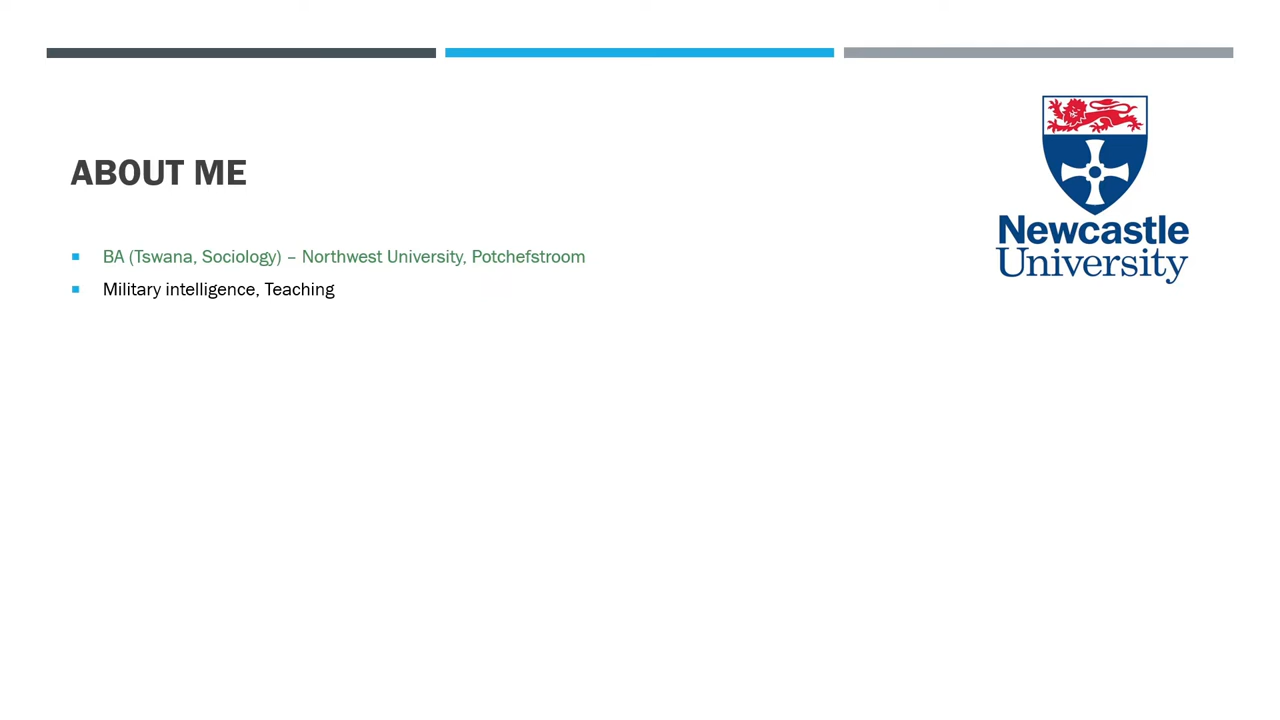 ABOUT ME
BA (Tswana, Sociology) – Northwest University, Potchefstroom
Military intelligence, Teaching
Newcastle
University